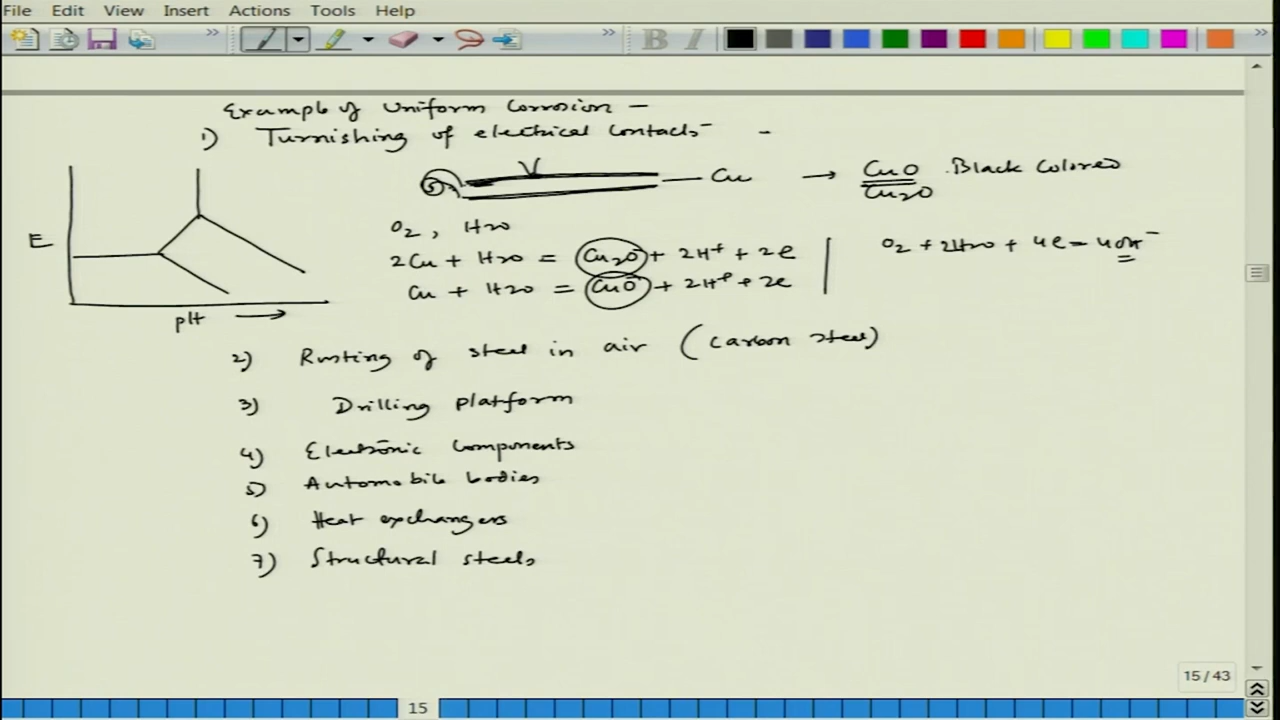 File Edit View Insert Actions Tools Help
B I
Example of Uniform Corrosion –
1) Turnishing of electrical Contacts –
Cu → CuO Black Colored
Cu2O
O2, H2O
2Cu + H2O = Cu2O + 2H+ + 2e | O2 + 2H2O + 4e = 4OH-
Cu + H2O = CuO + 2H+ + 2e
E
pH →
2) Rusting of steel in air (Carbon steel)
3) Drilling platform
4) Electronic Components
5) Automobile bodies
6) Heat exchangers
7) Structural steels
15 / 43
15